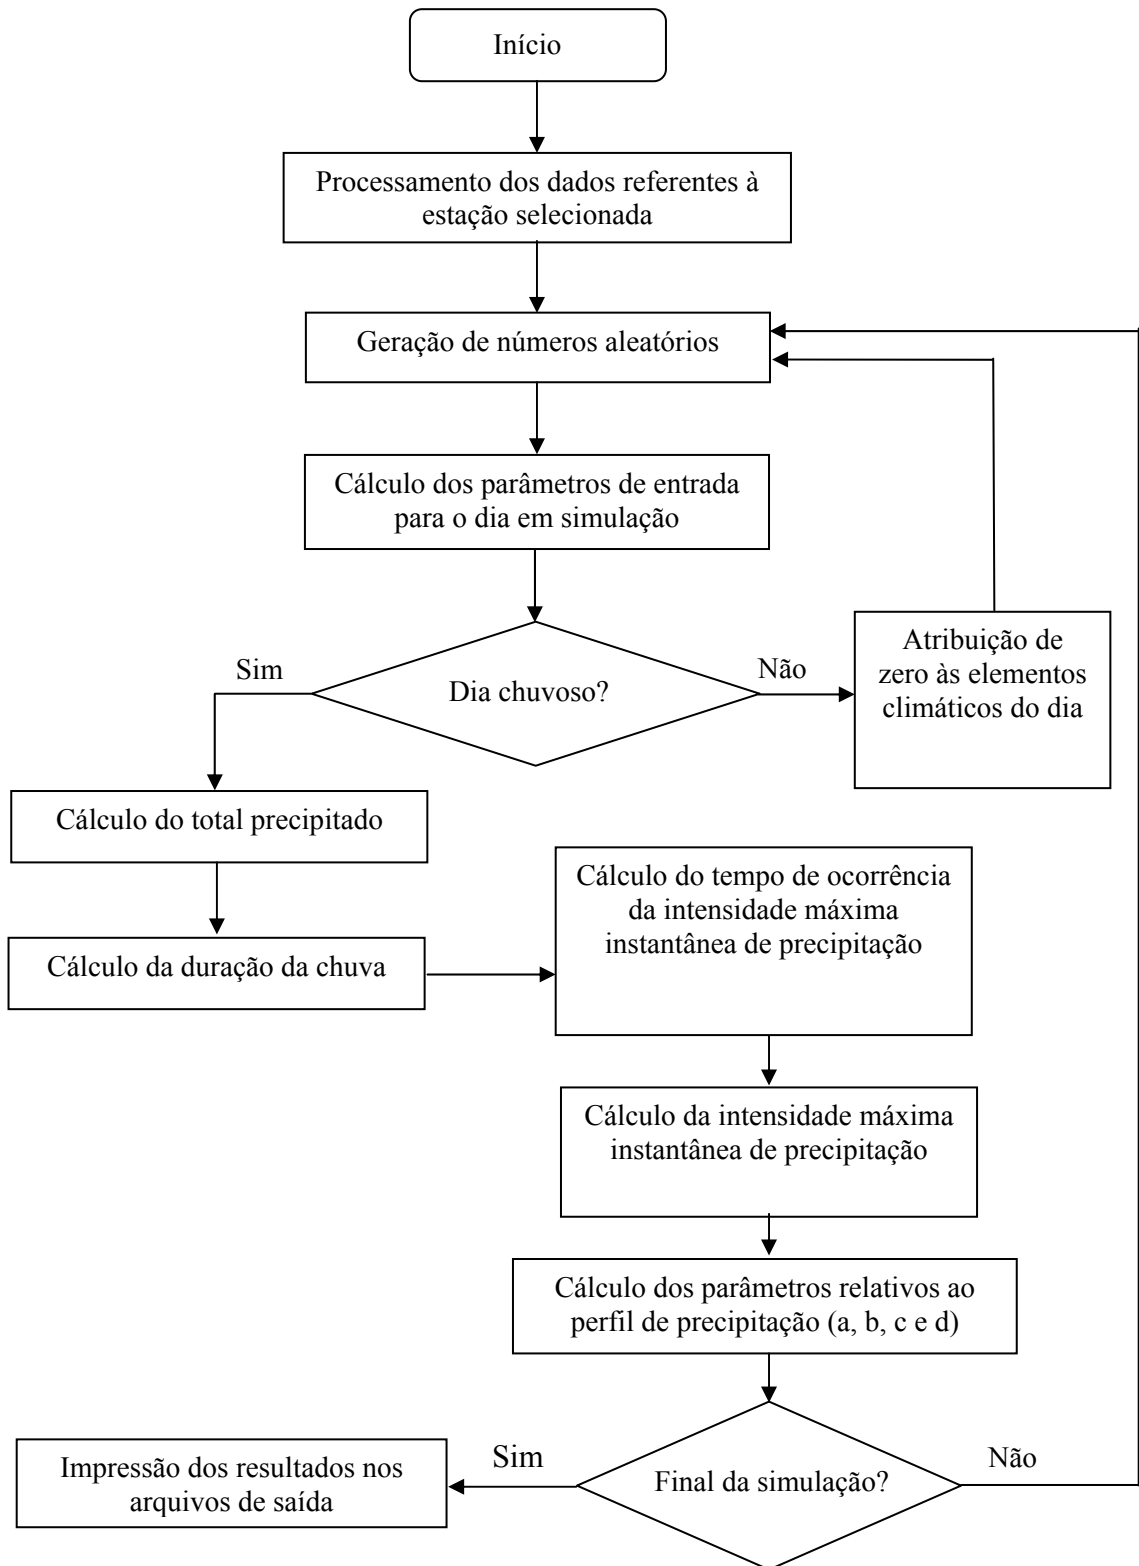 Início
Processamento dos dados referentes à
estação selecionada
Geração de números aleatórios
Cálculo dos parâmetros de entrada
para o dia em simulação
Sim
Dia chuvoso?
Não
Atribuição de
zero às elementos
climáticos do dia
Cálculo do total precipitado
Cálculo da duração da chuva
Cálculo do tempo de ocorrência
da intensidade máxima
instantânea de precipitação
Cálculo da intensidade máxima
instantânea de precipitação
Cálculo dos parâmetros relativos ao
perfil de precipitação (a, b, c e d)
Final da simulação?
Sim
Não
Impressão dos resultados nos
arquivos de saída